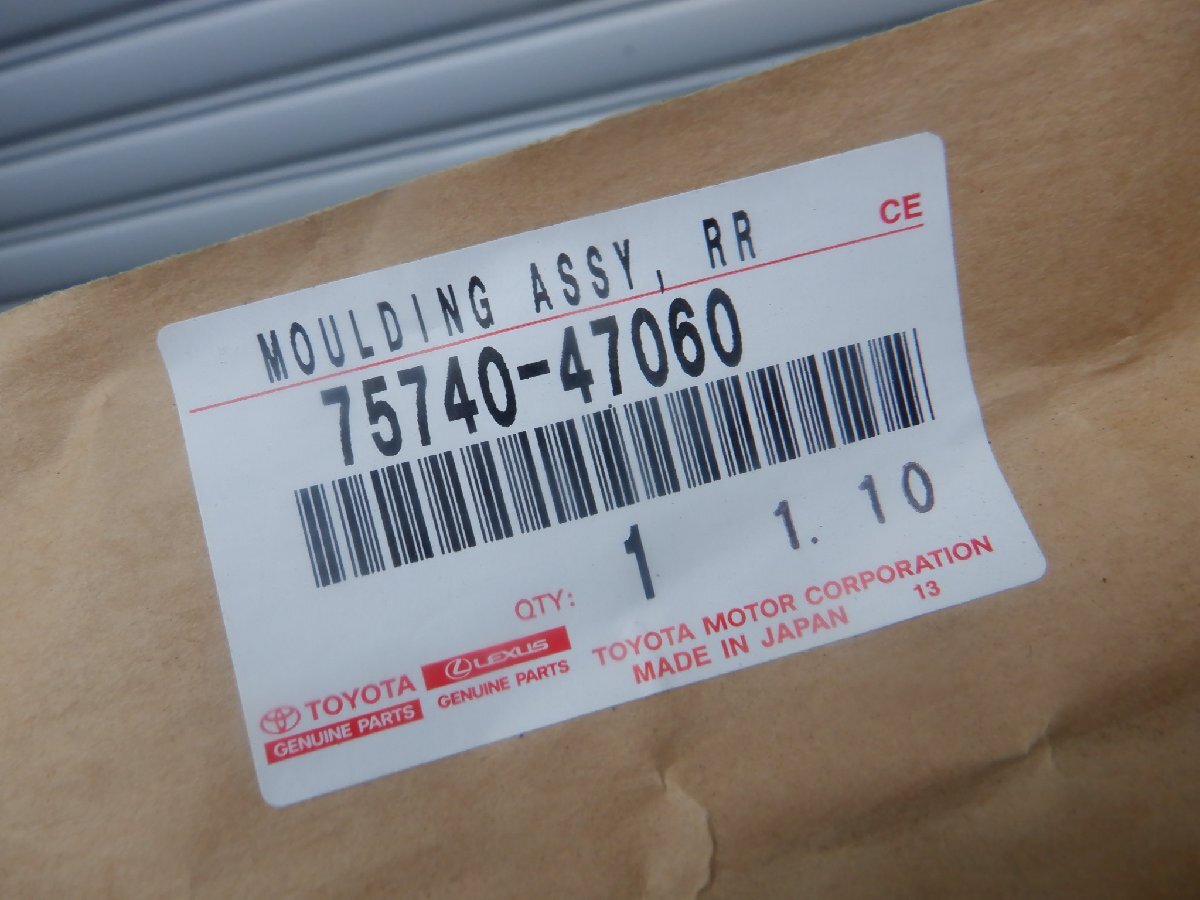 CE
MOULDING ASSY, RR
75740-47060
QTY: 1 1. 10
TOYOTA
GENUINE PARTS
LEXUS
GENUINE PARTS
TOYOTA MOTOR CORPORATION
MADE IN JAPAN 13